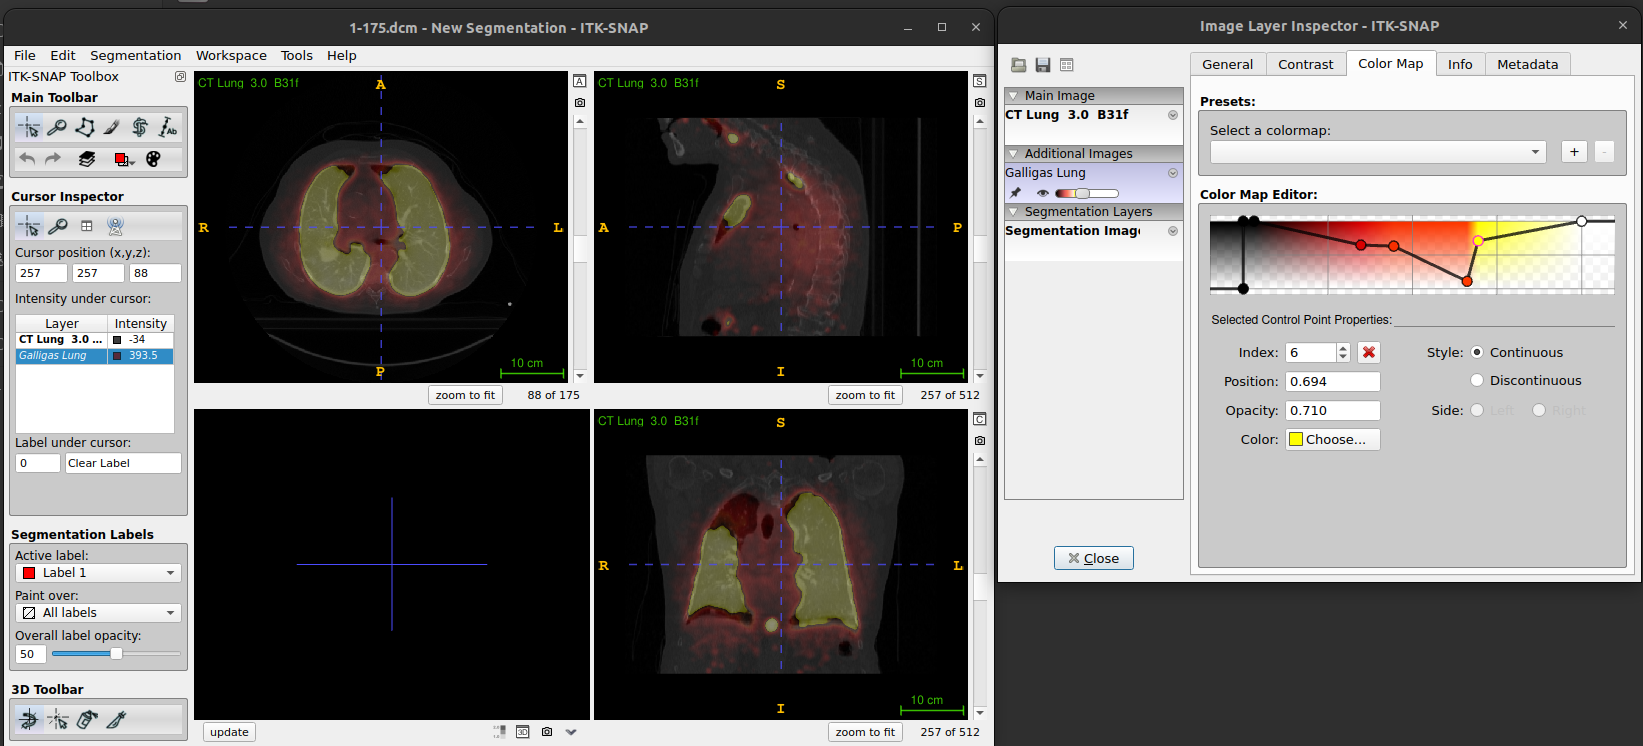 1-175.dcm - New Segmentation - ITK-SNAP
File Edit Segmentation Workspace Tools Help
ITK-SNAP Toolbox
Main Toolbar
Ab
Cursor Inspector
Cursor position (x,y,z):
257 257 88
Intensity under cursor:
Layer Intensity
CT Lung 3.0 ... -34
Galligas Lung 393.5
Label under cursor:
0 Clear Label
Segmentation Labels
Active label:
Label 1
Paint over:
All labels
Overall label opacity:
50
3D Toolbar
CT Lung 3.0 B31f
A
R
L
P
10 cm
A
zoom to fit 88 of 175
CT Lung 3.0 B31f
S
A
P
I
10 cm
S
zoom to fit 257 of 512
update
3D
CT Lung 3.0 B31f
S
R
L
I
10 cm
C
zoom to fit 257 of 512
Image Layer Inspector - ITK-SNAP
Main Image
CT Lung 3.0 B31f
Additional Images
Galligas Lung
Segmentation Layers
Segmentation Imag
Close
General Contrast Color Map Info Metadata
Presets:
Select a colormap:
+ -
Color Map Editor:
Selected Control Point Properties:
Index: 6 Style: Continuous
Position: 0.694 Discontinuous
Opacity: 0.710 Side: Left Right
Color: Choose...